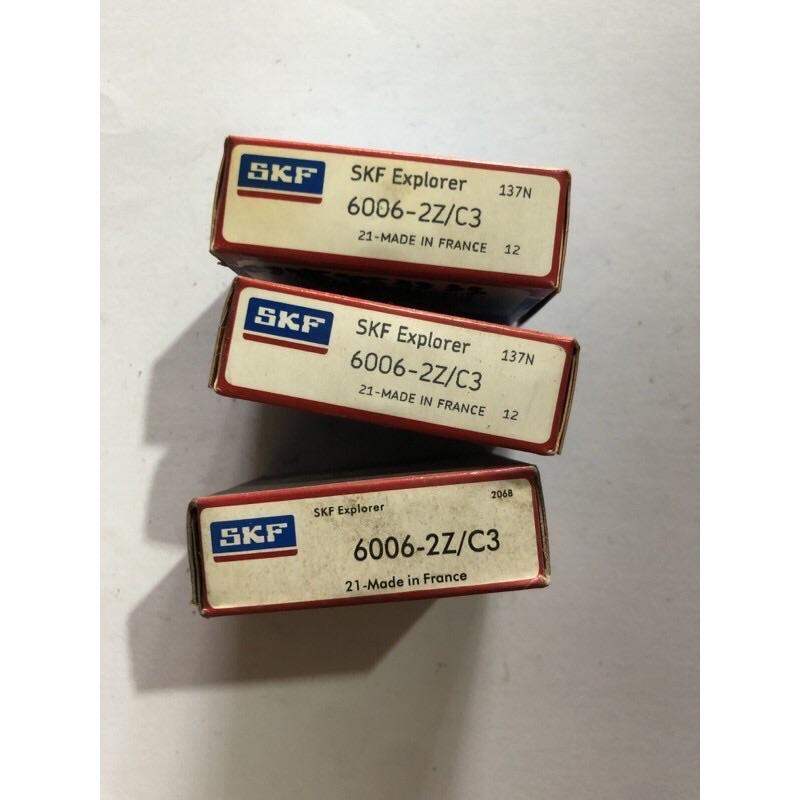 SKF
SKF Explorer 137N
6006-2Z/C3
21-MADE IN FRANCE 12
SKF
SKF Explorer 137N
6006-2Z/C3
21-MADE IN FRANCE 12
SKF Explorer 206B
SKF
6006-2Z/C3
21-Made in France